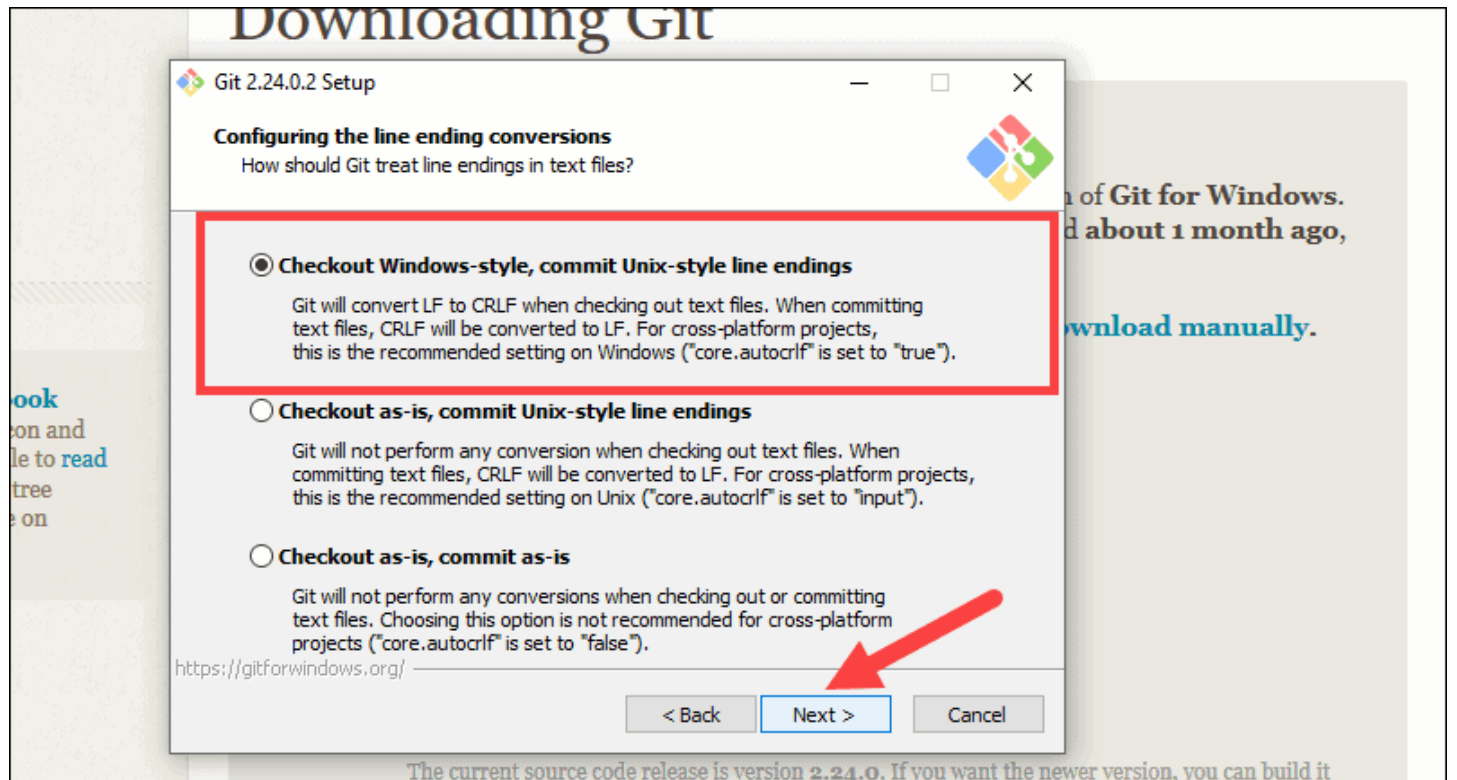 Downloading Git
Git 2.24.0.2 Setup
Configuring the line ending conversions
How should Git treat line endings in text files?
of Git for Windows.
about 1 month ago,
Checkout Windows-style, commit Unix-style line endings
Git will convert LF to CRLF when checking out text files. When committing
text files, CRLF will be converted to LF. For cross-platform projects,
this is the recommended setting on Windows ("core.autocrlf" is set to "true").
download manually.
Checkout as-is, commit Unix-style line endings
Git will not perform any conversion when checking out text files. When
committing text files, CRLF will be converted to LF. For cross-platform projects,
this is the recommended setting on Unix ("core.autocrlf" is set to "input").
ook
con and
le to read
tree
e on
Checkout as-is, commit as-is
Git will not perform any conversions when checking out or committing
text files. Choosing this option is not recommended for cross-platform
projects ("core.autocrlf" is set to "false").
https://gitforwindows.org/
< Back
Next >
Cancel
The current source code release is version 2.24.0. If you want the newer version, you can build it